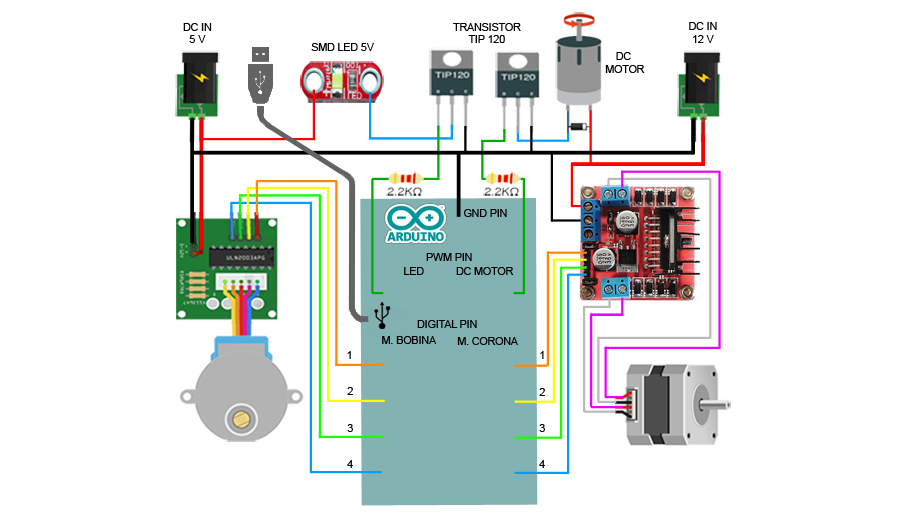 DC IN
5 V
SMD LED 5V
TRANSISTOR
TIP 120
DC
MOTOR
DC IN
12 V
TIP120
TIP120
LED
2.2KΩ
2.2KΩ
ULN2003APG
ARDUINO
GND PIN
PWM PIN
LED
DC MOTOR
DIGITAL PIN
M. BOBINA
M. CORONA
1
1
2
2
3
3
4
4